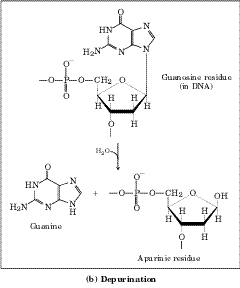 O
HN
N
H₂N
N
N
O⁻
—O—P—O—CH₂
O
O
H
H
H
H
O
H
Guanosine residue
(in DNA)
H₂O
O
HN
N
H₂N
N
N
H
Guanine
+
O⁻
—O—P—O—CH₂
O
O
OH
H
H
H
H
O
H
Apurinic residue
(b) Depurination